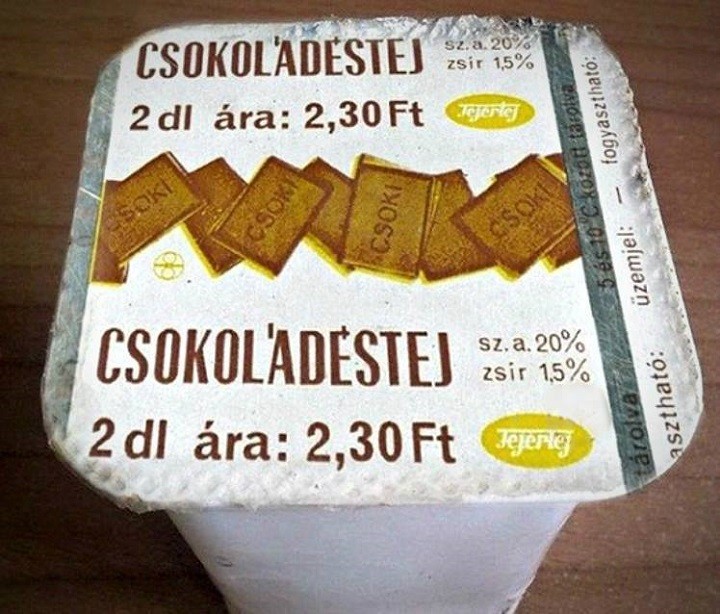 CSOKOLÁDÉSTEJ
sz. a. 20%
zsír 1,5%
2 dl ára: 2,30 Ft
Tejértej
CSOKI
CSOKI
CSOKI
CSOKI
CSOKOLÁDÉSTEJ
sz. a. 20%
zsír 1,5%
2 dl ára: 2,30 Ft
Tejértej
5 és 10 °C között tárolva
üzemjel: – fogyasztható:
tárolva
asztható: